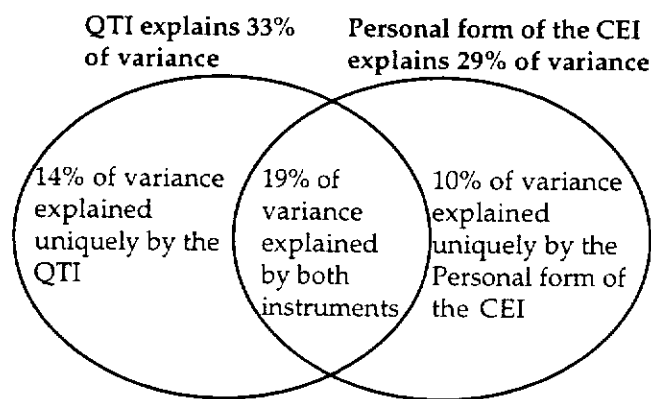 QTI explains 33%
of variance
Personal form of the CEI
explains 29% of variance
14% of variance
explained
uniquely by the
QTI
19% of
variance
explained
by both
instruments
10% of variance
explained
uniquely by the
Personal form of
the CEI